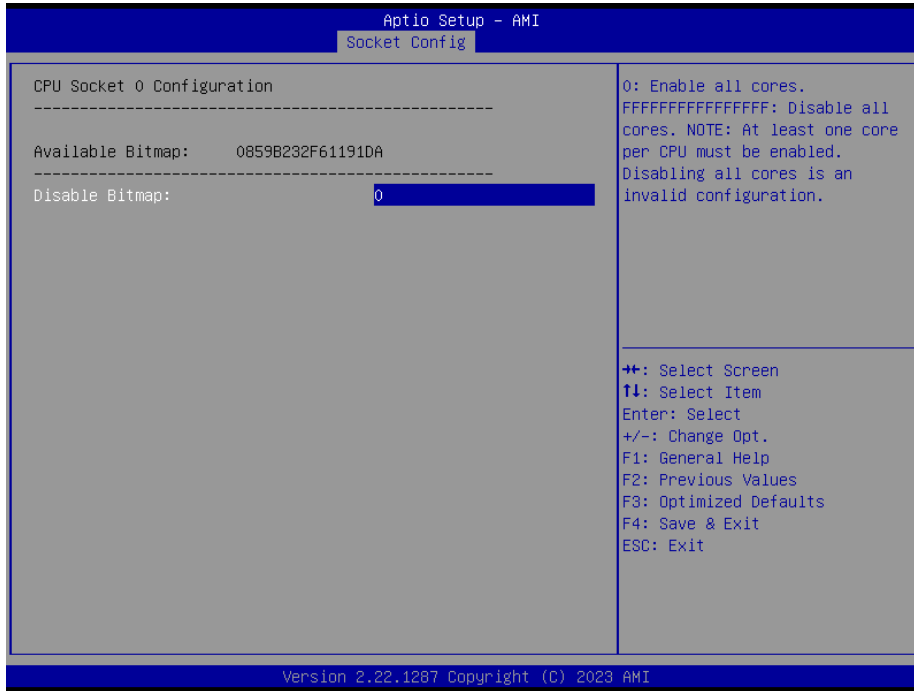 Aptio Setup – AMI
Socket Config
CPU Socket 0 Configuration
--------------------------------------------------
Available Bitmap: 0859B232F61191DA
--------------------------------------------------
Disable Bitmap: 0
0: Enable all cores.
FFFFFFFFFFFFFFFF: Disable all
cores. NOTE: At least one core
per CPU must be enabled.
Disabling all cores is an
invalid configuration.
→←: Select Screen
↑↓: Select Item
Enter: Select
+/-: Change Opt.
F1: General Help
F2: Previous Values
F3: Optimized Defaults
F4: Save & Exit
ESC: Exit
Version 2.22.1287 Copyright (C) 2023 AMI